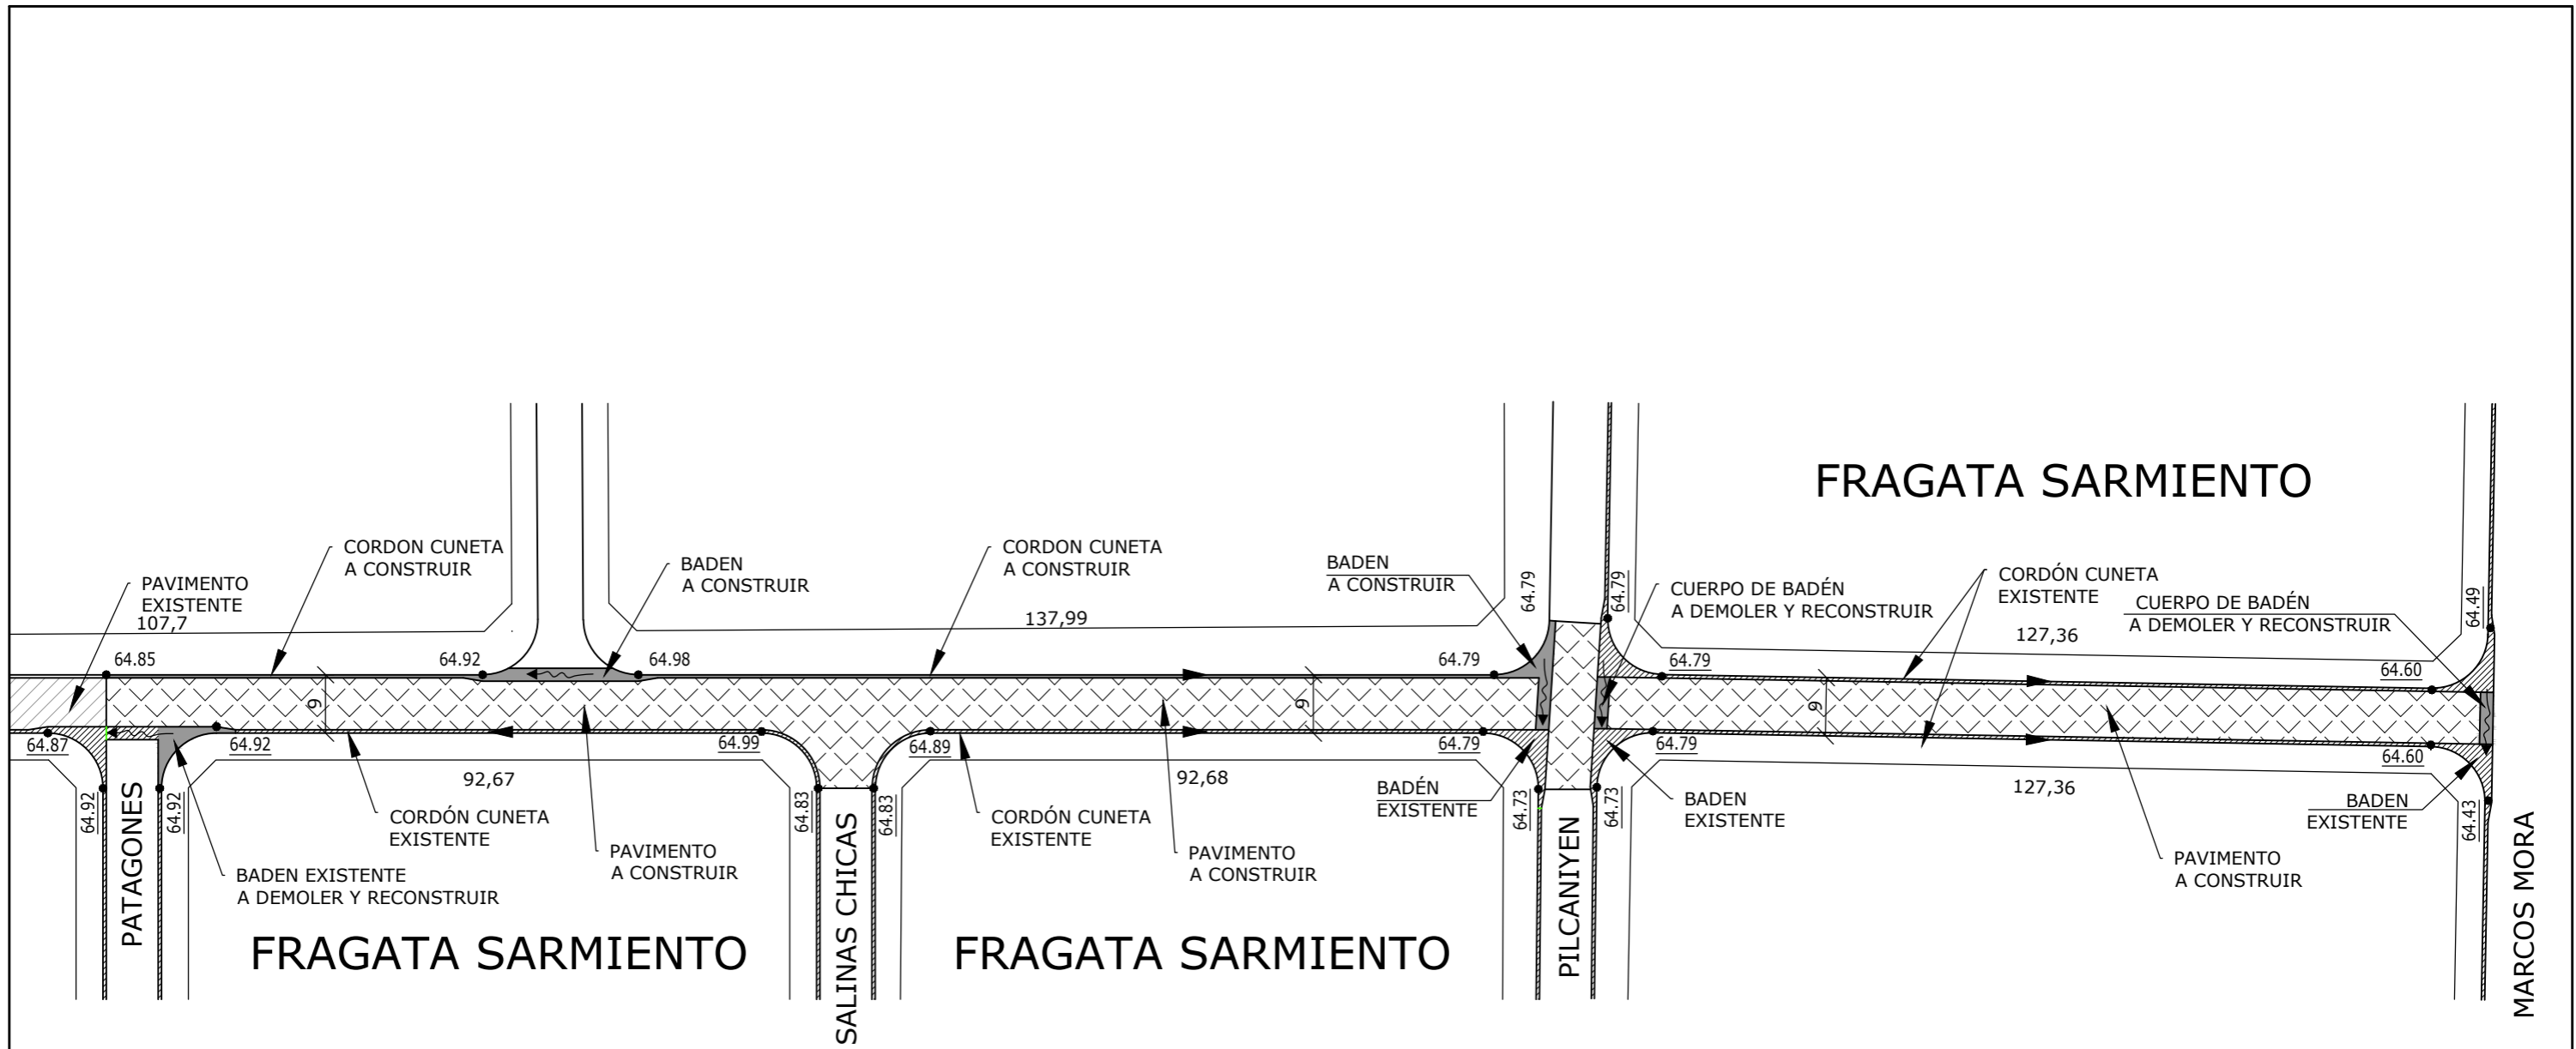 FRAGATA SARMIENTO
CORDON CUNETA
A CONSTRUIR
BADEN
A CONSTRUIR
CORDON CUNETA
A CONSTRUIR
BADEN
A CONSTRUIR
PAVIMENTO
EXISTENTE
107,7
137,99
64.79
64.79
CUERPO DE BADÉN
A DEMOLER Y RECONSTRUIR
CORDÓN CUNETA
EXISTENTE
CUERPO DE BADÉN
A DEMOLER Y RECONSTRUIR
127,36
64.49
64.85
64.92
64.98
64.79
64.79
64.60
9
9
9
64.87
64.92
64.99
64.89
64.79
64.79
64.60
92,67
92,68
127,36
64.92
64.92
64.83
64.83
64.73
64.73
64.43
CORDÓN CUNETA
EXISTENTE
PAVIMENTO
A CONSTRUIR
CORDÓN CUNETA
EXISTENTE
PAVIMENTO
A CONSTRUIR
BADÉN
EXISTENTE
BADEN
EXISTENTE
BADEN
EXISTENTE
PAVIMENTO
A CONSTRUIR
BADEN EXISTENTE
A DEMOLER Y RECONSTRUIR
PATAGONES
SALINAS CHICAS
PILCANIYEN
MARCOS MORA
FRAGATA SARMIENTO
FRAGATA SARMIENTO